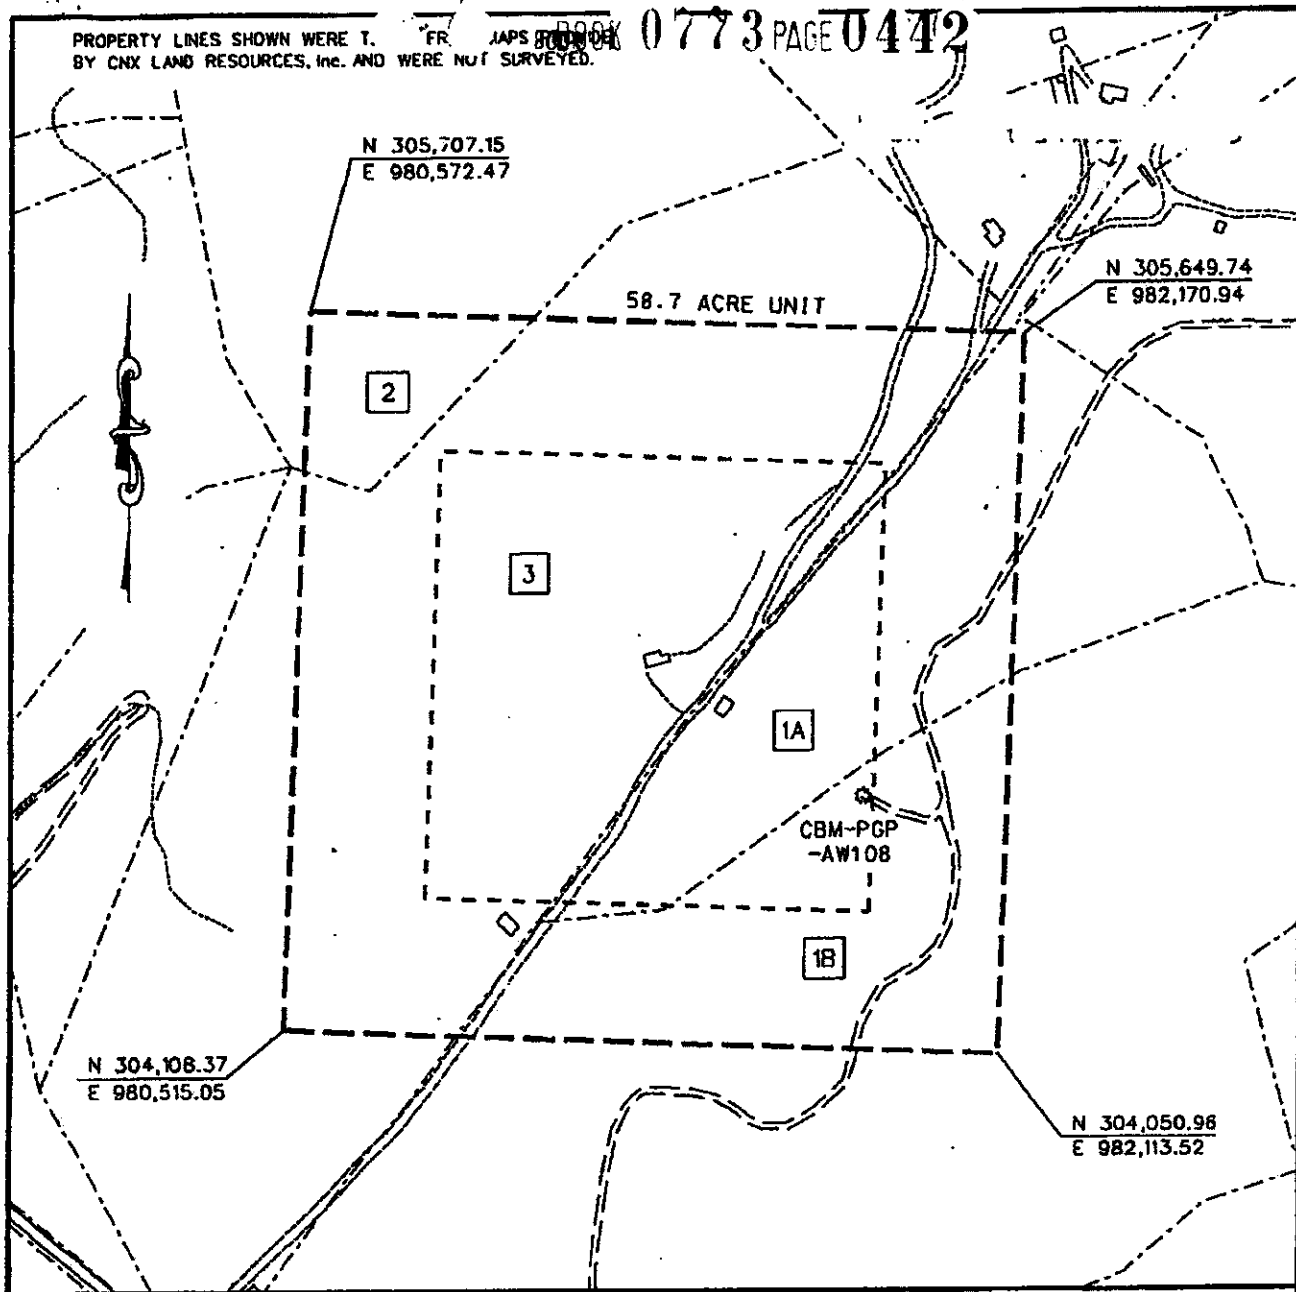 BOOK 0773 PAGE 0442
PROPERTY LINES SHOWN WERE T. FR MAPS
BY CNX LAND RESOURCES, Inc. AND WERE NOT SURVEYED.
N 305,707.15
E 980,572.47
N 305,649.74
E 982,170.94
58.7 ACRE UNIT
2
3
1A
CBM-PGP
-AW108
1B
N 304,108.37
E 980,515.05
N 304,050.96
E 982,113.52